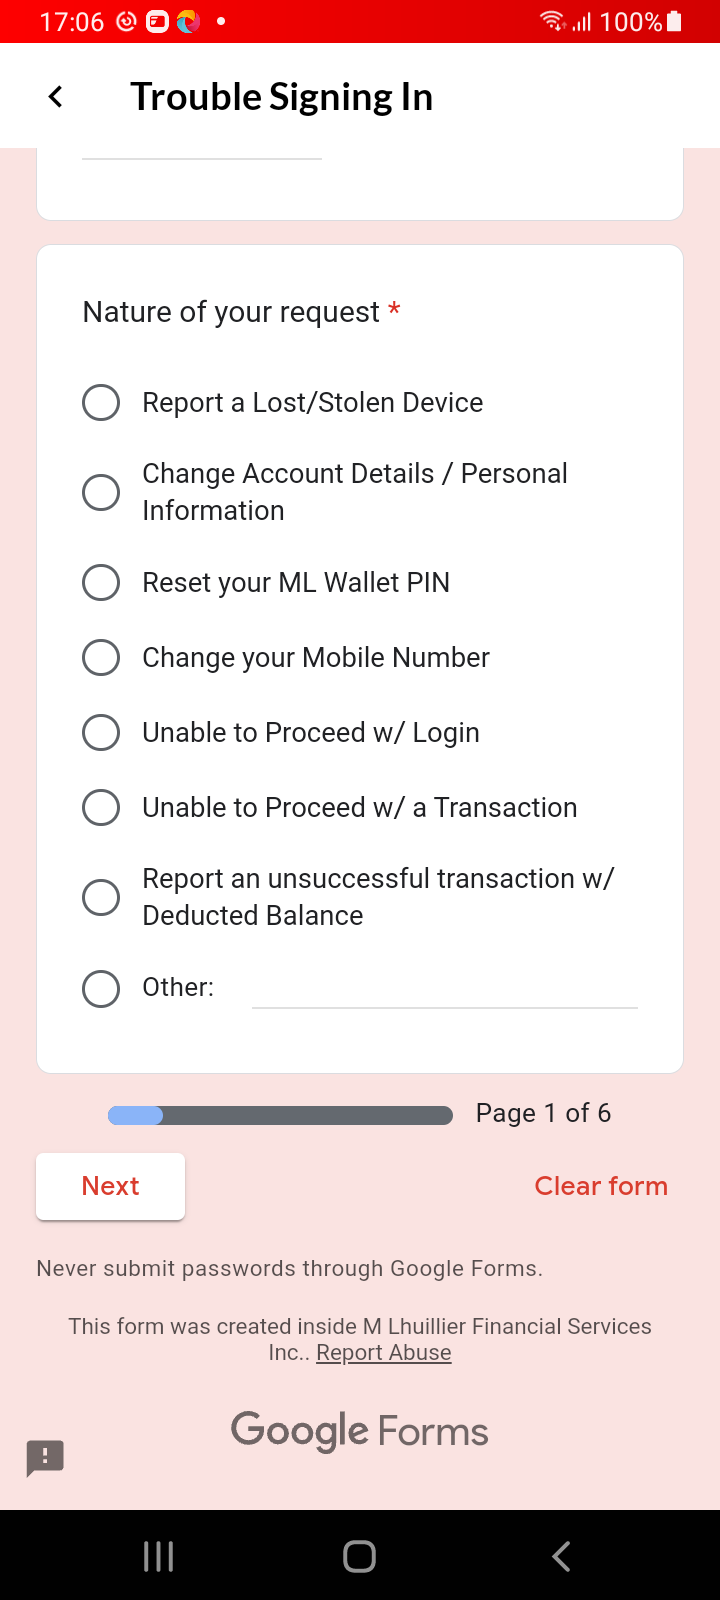 17:06
100%
Trouble Signing In
Nature of your request *
Report a Lost/Stolen Device
Change Account Details / Personal
Information
Reset your ML Wallet PIN
Change your Mobile Number
Unable to Proceed w/ Login
Unable to Proceed w/ a Transaction
Report an unsuccessful transaction w/
Deducted Balance
Other:
Page 1 of 6
Next
Clear form
Never submit passwords through Google Forms.
This form was created inside M Lhuillier Financial Services
Inc.. Report Abuse
Google Forms